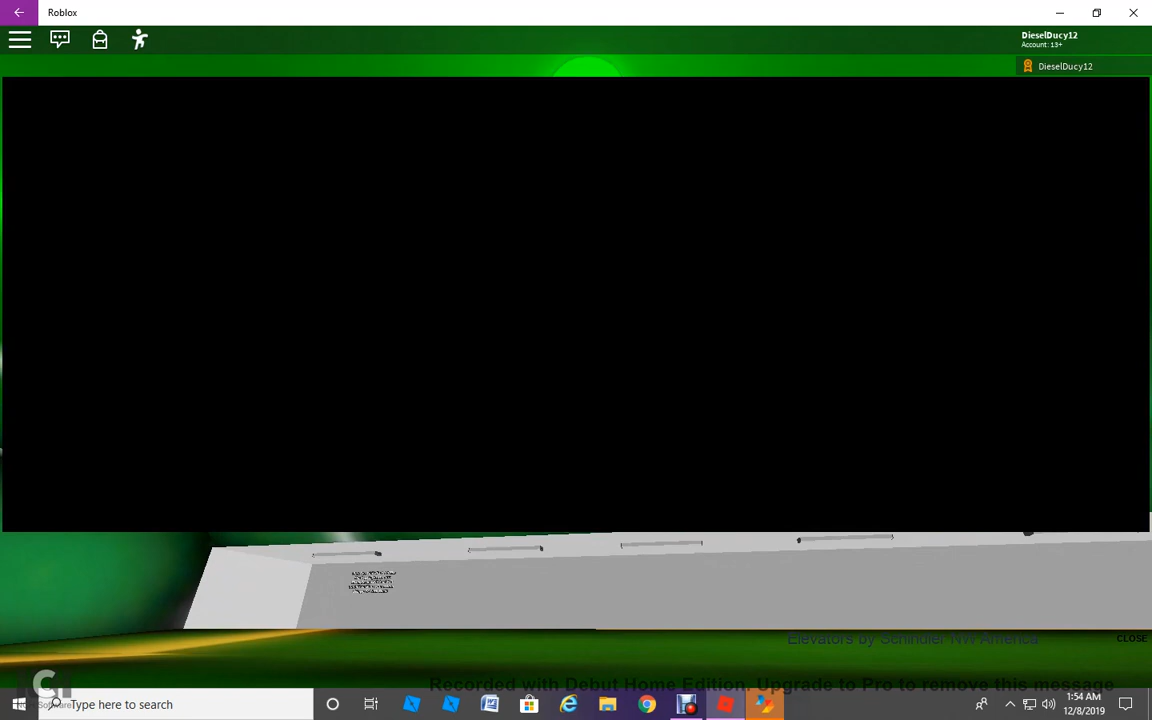 Roblox
DieselDucy12
Account: 13+
DieselDucy12
Elevators by Schindler NW America
CLOSE
Recorded with Debut Home Edition. Upgrade to Pro to remove this message
Type here to search
1:54 AM
12/8/2019